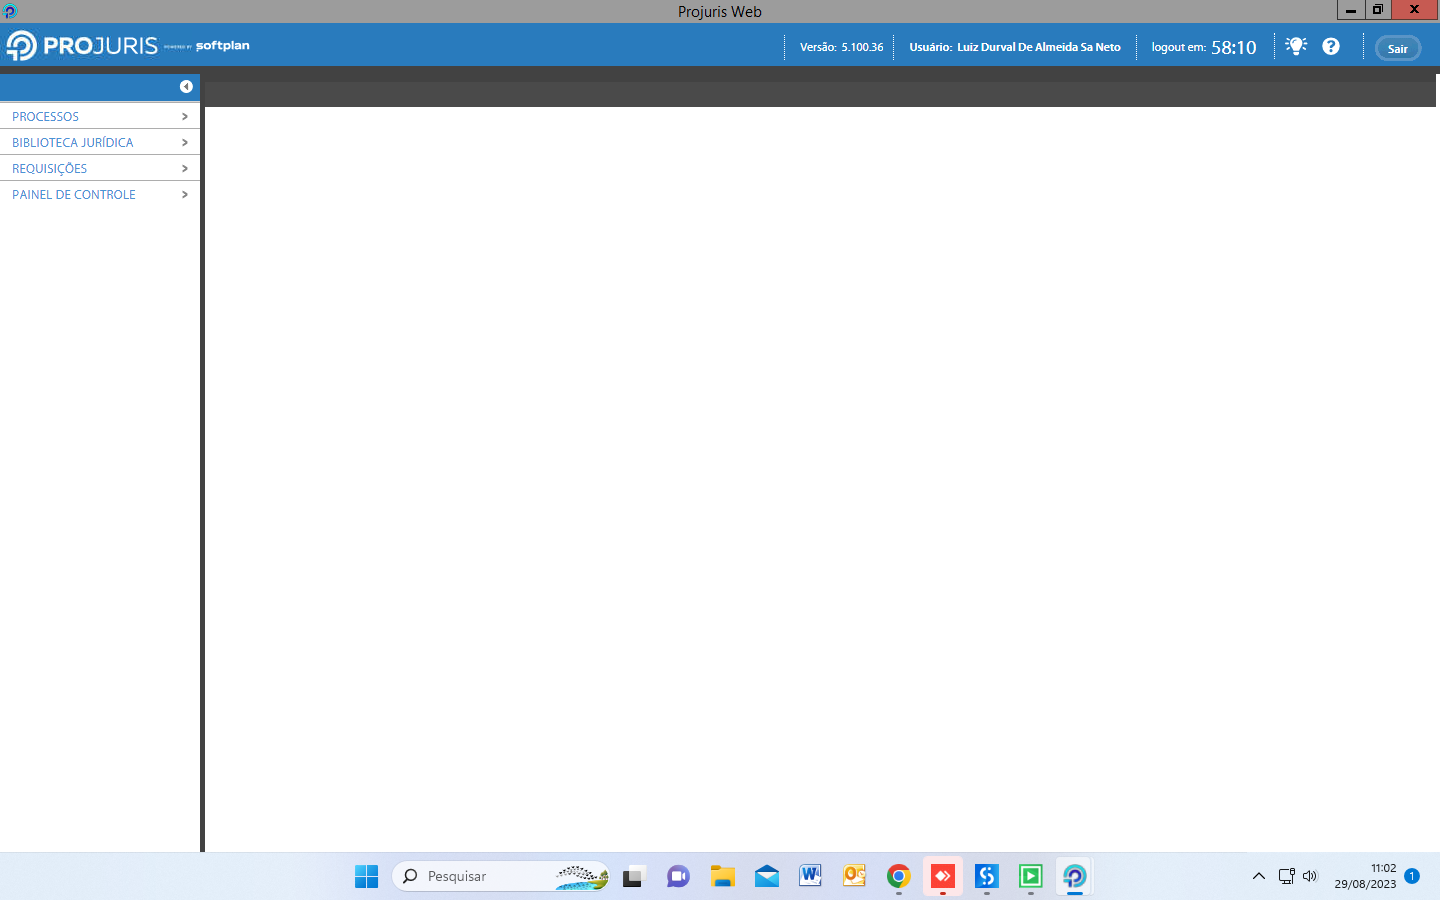 Projuris Web
PROJURIS POWERED BY softplan
Versão: 5.100.36
Usuário: Luiz Durval De Almeida Sa Neto
logout em: 58:10
Sair
PROCESSOS
BIBLIOTECA JURÍDICA
REQUISIÇÕES
PAINEL DE CONTROLE
Pesquisar
11:02
29/08/2023
1